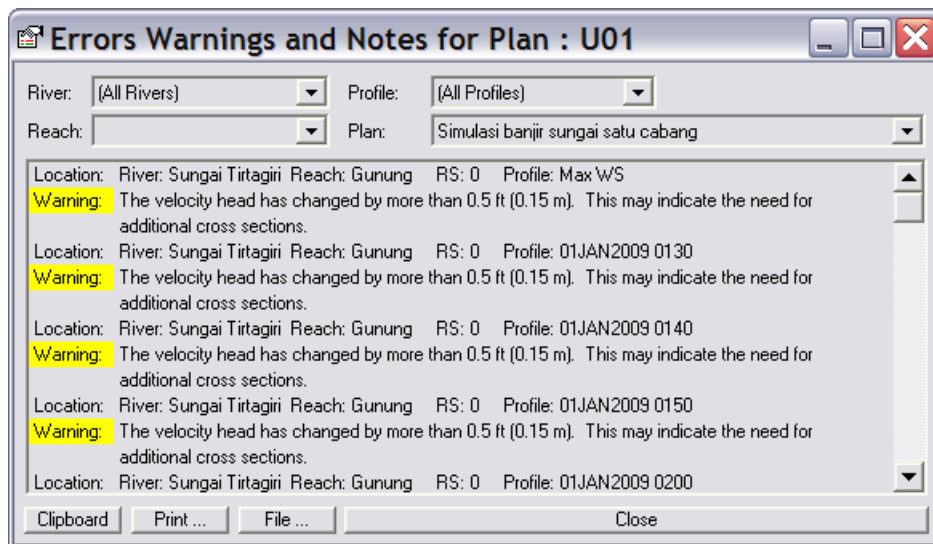 Errors Warnings and Notes for Plan : U01
River: (All Rivers) Profile: (All Profiles)
Reach: Plan: Simulasi banjir sungai satu cabang
Location: River: Sungai Tirtagiri Reach: Gunung RS: 0 Profile: Max WS
Warning: The velocity head has changed by more than 0.5 ft (0.15 m). This may indicate the need for
additional cross sections.
Location: River: Sungai Tirtagiri Reach: Gunung RS: 0 Profile: 01JAN2009 0130
Warning: The velocity head has changed by more than 0.5 ft (0.15 m). This may indicate the need for
additional cross sections.
Location: River: Sungai Tirtagiri Reach: Gunung RS: 0 Profile: 01JAN2009 0140
Warning: The velocity head has changed by more than 0.5 ft (0.15 m). This may indicate the need for
additional cross sections.
Location: River: Sungai Tirtagiri Reach: Gunung RS: 0 Profile: 01JAN2009 0150
Warning: The velocity head has changed by more than 0.5 ft (0.15 m). This may indicate the need for
additional cross sections.
Location: River: Sungai Tirtagiri Reach: Gunung RS: 0 Profile: 01JAN2009 0200
Clipboard Print ... File ... Close